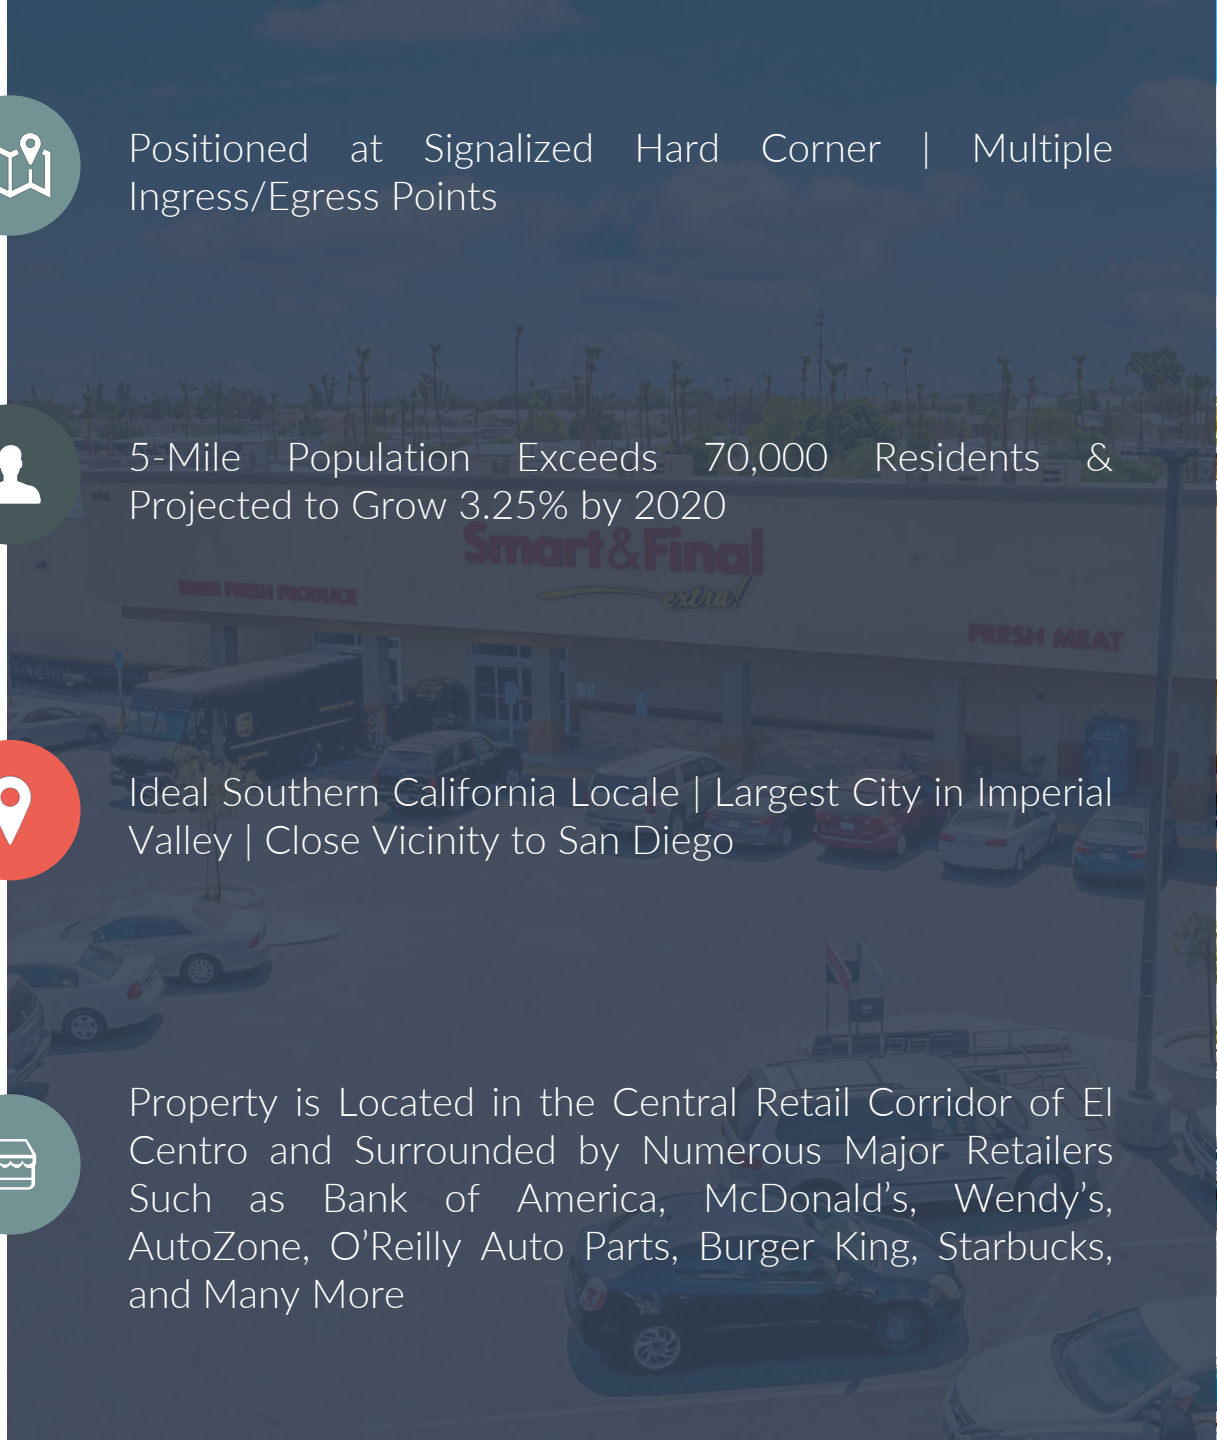 Positioned at Signalized Hard Corner | Multiple
Ingress/Egress Points
5-Mile Population Exceeds 70,000 Residents &
Projected to Grow 3.25% by 2020
650
Smart&Final
extra!
FARM FRESH PRODUCE
FRESH MEAT
Ideal Southern California Locale | Largest City in Imperial
Valley | Close Vicinity to San Diego
Property is Located in the Central Retail Corridor of El
Centro and Surrounded by Numerous Major Retailers
Such as Bank of America, McDonald’s, Wendy’s,
AutoZone, O’Reilly Auto Parts, Burger King, Starbucks,
and Many More